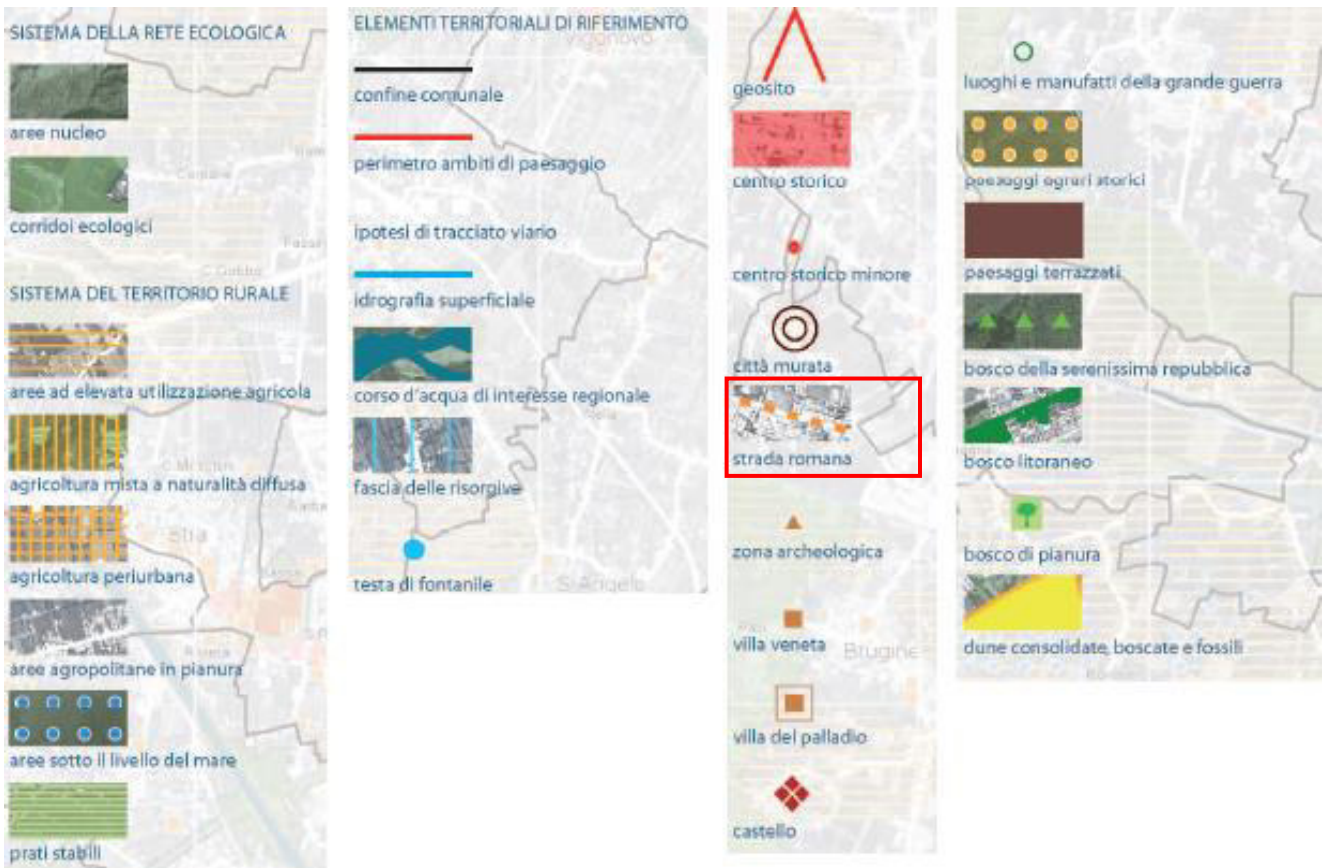 SISTEMA DELLA RETE ECOLOGICA
aree nucleo
corridoi ecologici
SISTEMA DEL TERRITORIO RURALE
aree ad elevata utilizzazione agricola
agricoltura mista a naturalità diffusa
agricoltura periurbana
aree agropolitane in pianura
aree sotto il livello del mare
prati stabili
ELEMENTI TERRITORIALI DI RIFERIMENTO
confine comunale
perimetro ambiti di paesaggio
ipotesi di tracciato viario
idrografia superficiale
corso d'acqua di interesse regionale
fascia delle risorgive
testa di fontanile
S. Angelo
geosito
centro storico
centro storico minore
città murata
strada romana
zona archeologica
villa veneta
Brugine
villa del palladio
castello
luoghi e manufatti della grande guerra
paesaggi agrari storici
paesaggi terrazzati
bosco della serenissima repubblica
bosco litoraneo
bosco di pianura
dune consolidate, boscate e fossili